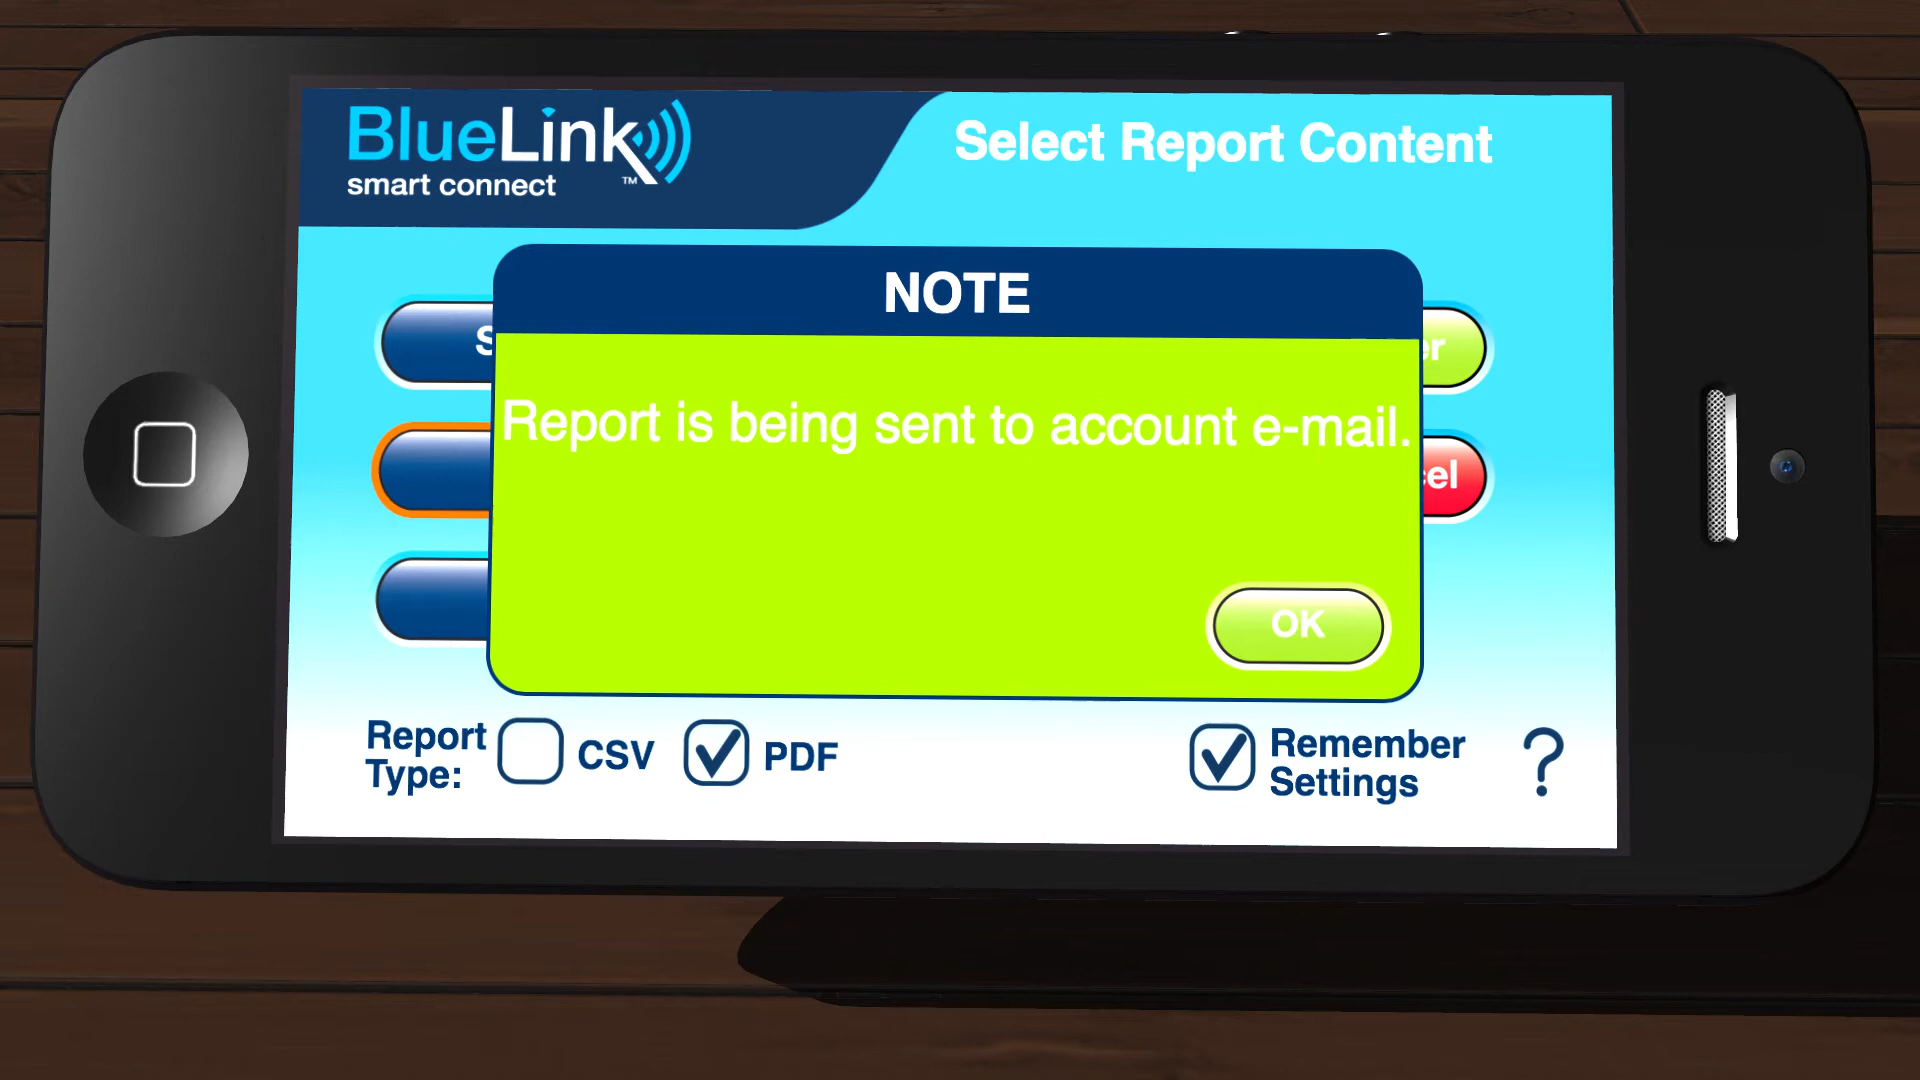 BlueLink
™
smart connect
Select Report Content
NOTE
Report is being sent to account e-mail.
OK
Report
Type:
CSV
PDF
Remember
Settings
?